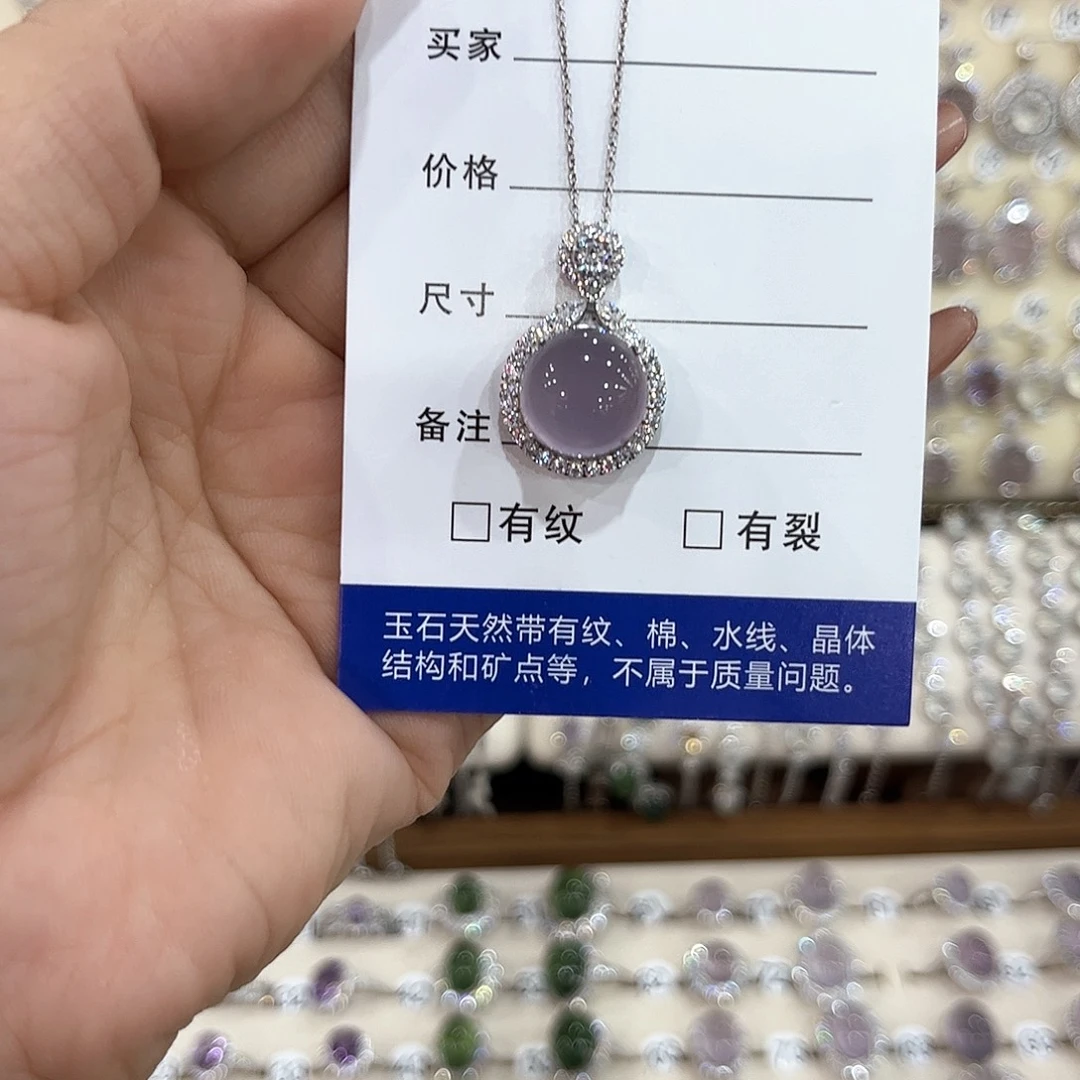 买家
价格
尺寸
备注
有纹 有裂
玉石天然带有纹、棉、水线、晶体
结构和矿点等，不属于质量问题。